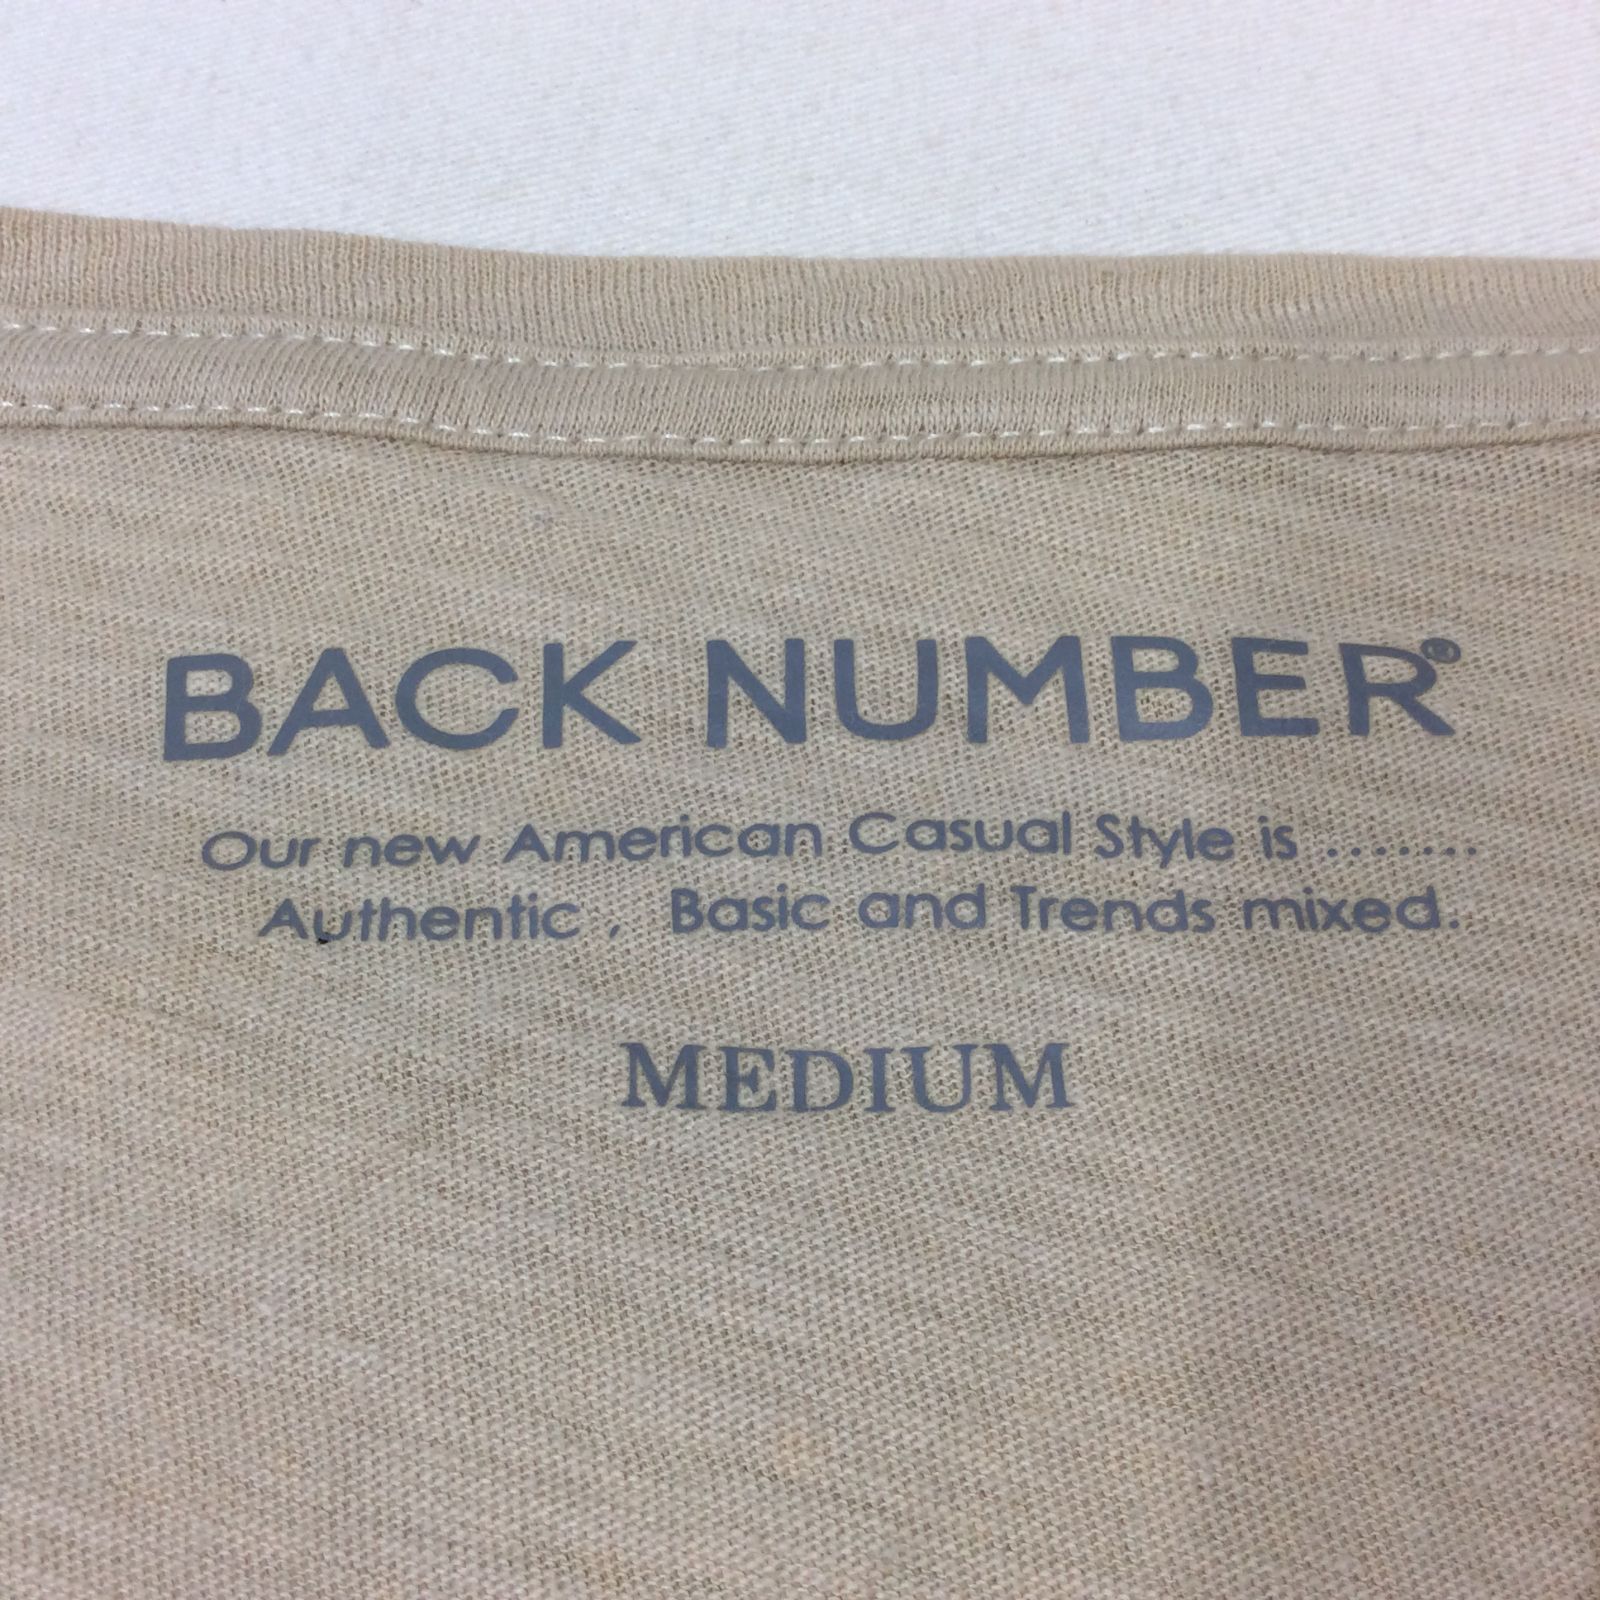 BACK NUMBER®
Our new American Casual Style is ........
Authentic , Basic and Trends mixed.
MEDIUM